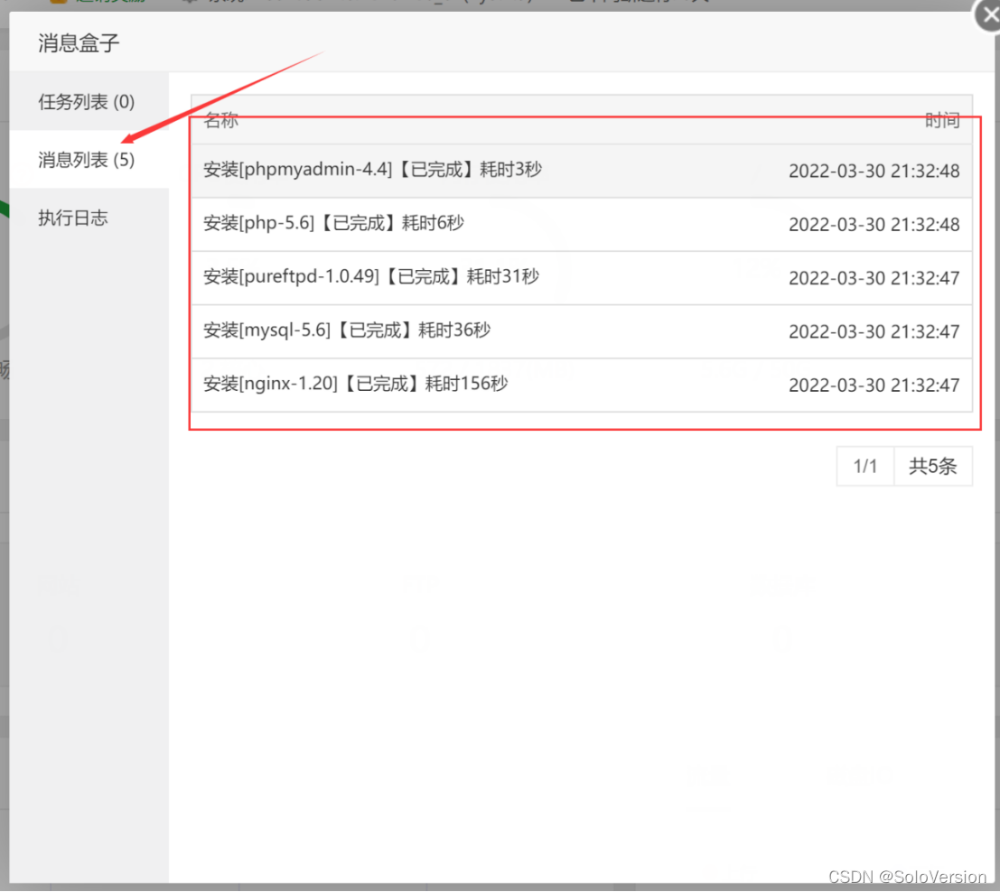 消息盒子
任务列表 (0)
消息列表 (5)
执行日志
名称 时间
安装[phpmyadmin-4.4]【已完成】耗时3秒 2022-03-30 21:32:48
安装[php-5.6]【已完成】耗时6秒 2022-03-30 21:32:48
安装[pureftpd-1.0.49]【已完成】耗时31秒 2022-03-30 21:32:47
安装[mysql-5.6]【已完成】耗时36秒 2022-03-30 21:32:47
安装[nginx-1.20]【已完成】耗时156秒 2022-03-30 21:32:47
1/1 共5条
CSDN @SoloVersion